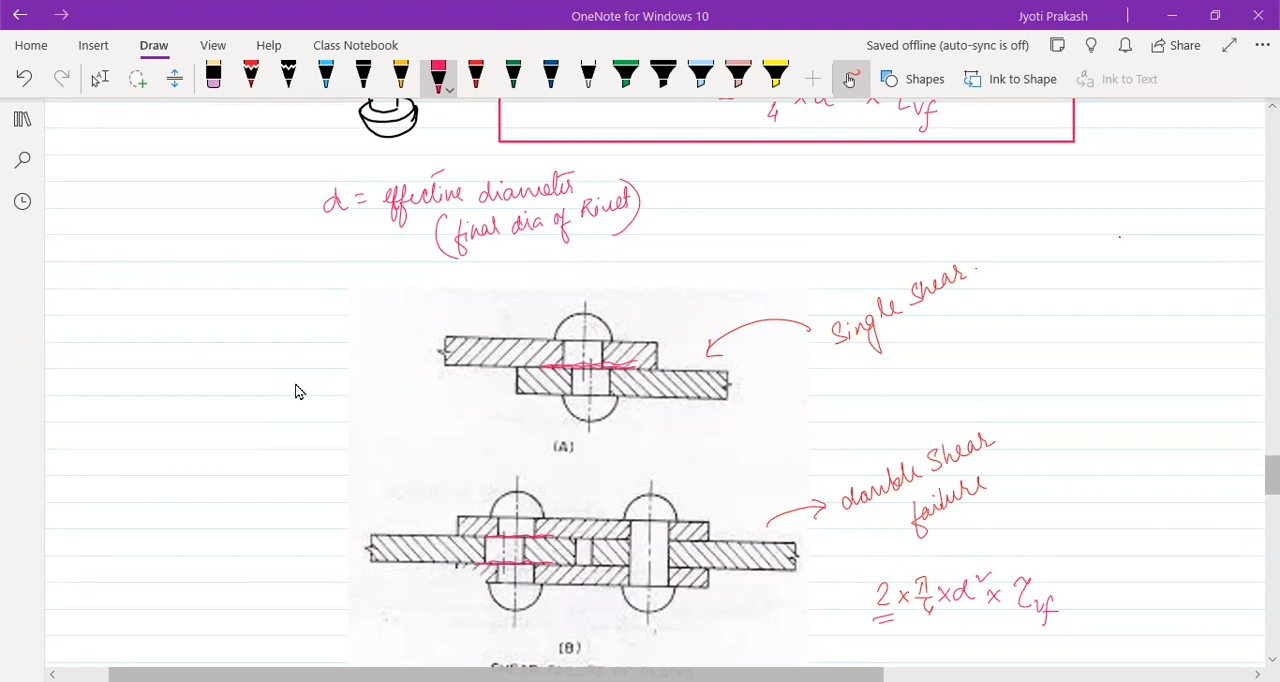 OneNote for Windows 10
Jyoti Prakash
Home Insert Draw View Help Class Notebook
Saved offline (auto-sync is off) Share
Shapes Ink to Shape Ink to Text
4 × d × τvf
d = effective diameter
(final dia of Rivet)
Single Shear.
(A)
double Shear
failure
2 × π/4 × d² × τvf
(B)